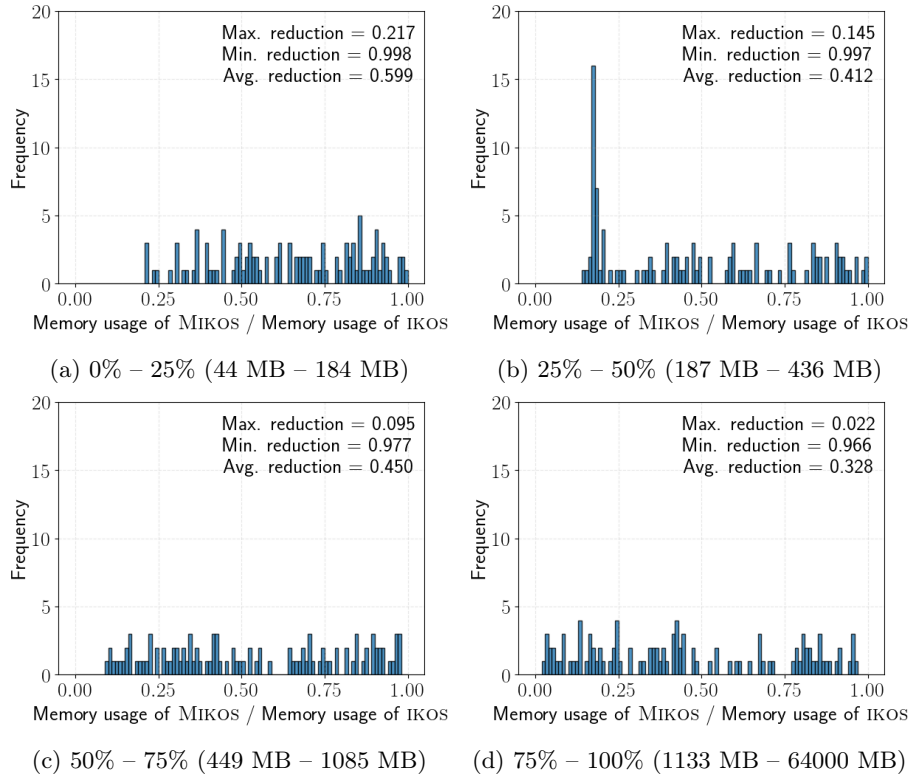 20
15
10
5
0
Frequency
Max. reduction = 0.217
Min. reduction = 0.998
Avg. reduction = 0.599
0.00 0.25 0.50 0.75 1.00
Memory usage of MIKOS / Memory usage of IKOS
(a) 0% – 25% (44 MB – 184 MB)
20
15
10
5
0
Frequency
Max. reduction = 0.145
Min. reduction = 0.997
Avg. reduction = 0.412
0.00 0.25 0.50 0.75 1.00
Memory usage of MIKOS / Memory usage of IKOS
(b) 25% – 50% (187 MB – 436 MB)
20
15
10
5
0
Frequency
Max. reduction = 0.095
Min. reduction = 0.977
Avg. reduction = 0.450
0.00 0.25 0.50 0.75 1.00
Memory usage of MIKOS / Memory usage of IKOS
(c) 50% – 75% (449 MB – 1085 MB)
20
15
10
5
0
Frequency
Max. reduction = 0.022
Min. reduction = 0.966
Avg. reduction = 0.328
0.00 0.25 0.50 0.75 1.00
Memory usage of MIKOS / Memory usage of IKOS
(d) 75% – 100% (1133 MB – 64000 MB)